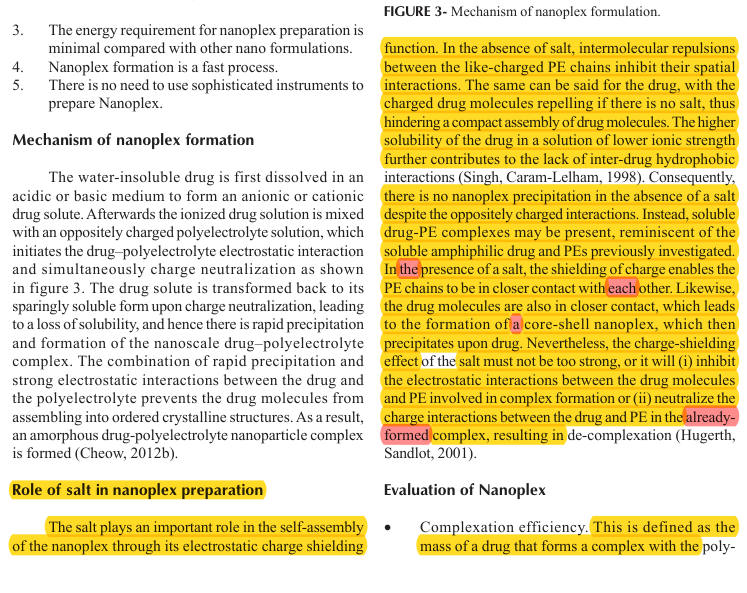 3. The energy requirement for nanoplex preparation is
minimal compared with other nano formulations.
4. Nanoplex formation is a fast process.
5. There is no need to use sophisticated instruments to
prepare Nanoplex.
Mechanism of nanoplex formation
The water-insoluble drug is first dissolved in an
acidic or basic medium to form an anionic or cationic
drug solute. Afterwards the ionized drug solution is mixed
with an oppositely charged polyelectrolyte solution, which
initiates the drug–polyelectrolyte electrostatic interaction
and simultaneously charge neutralization as shown
in figure 3. The drug solute is transformed back to its
sparingly soluble form upon charge neutralization, leading
to a loss of solubility, and hence there is rapid precipitation
and formation of the nanoscale drug–polyelectrolyte
complex. The combination of rapid precipitation and
strong electrostatic interactions between the drug and
the polyelectrolyte prevents the drug molecules from
assembling into ordered crystalline structures. As a result,
an amorphous drug-polyelectrolyte nanoparticle complex
is formed (Cheow, 2012b).
Role of salt in nanoplex preparation
The salt plays an important role in the self-assembly
of the nanoplex through its electrostatic charge shielding
FIGURE 3- Mechanism of nanoplex formulation.
function. In the absence of salt, intermolecular repulsions
between the like-charged PE chains inhibit their spatial
interactions. The same can be said for the drug, with the
charged drug molecules repelling if there is no salt, thus
hindering a compact assembly of drug molecules. The higher
solubility of the drug in a solution of lower ionic strength
further contributes to the lack of inter-drug hydrophobic
interactions (Singh, Caram-Lelham, 1998). Consequently,
there is no nanoplex precipitation in the absence of a salt
despite the oppositely charged interactions. Instead, soluble
drug-PE complexes may be present, reminiscent of the
soluble amphiphilic drug and PEs previously investigated.
In the presence of a salt, the shielding of charge enables the
PE chains to be in closer contact with each other. Likewise,
the drug molecules are also in closer contact, which leads
to the formation of a core-shell nanoplex, which then
precipitates upon drug. Nevertheless, the charge-shielding
effect of the salt must not be too strong, or it will (i) inhibit
the electrostatic interactions between the drug molecules
and PE involved in complex formation or (ii) neutralize the
charge interactions between the drug and PE in the already-
formed complex, resulting in de-complexation (Hugerth,
Sandlot, 2001).
Evaluation of Nanoplex
• Complexation efficiency. This is defined as the
mass of a drug that forms a complex with the poly-